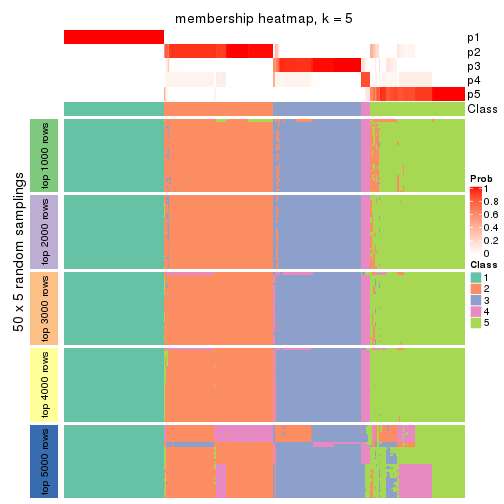 membership heatmap, k = 5
p1
p2
p3
p4
p5
Class
50 x 5 random samplings
top 1000 rows
top 2000 rows
top 3000 rows
top 4000 rows
top 5000 rows
Prob
1
0.8
0.6
0.4
0.2
0
Class
1
2
3
4
5